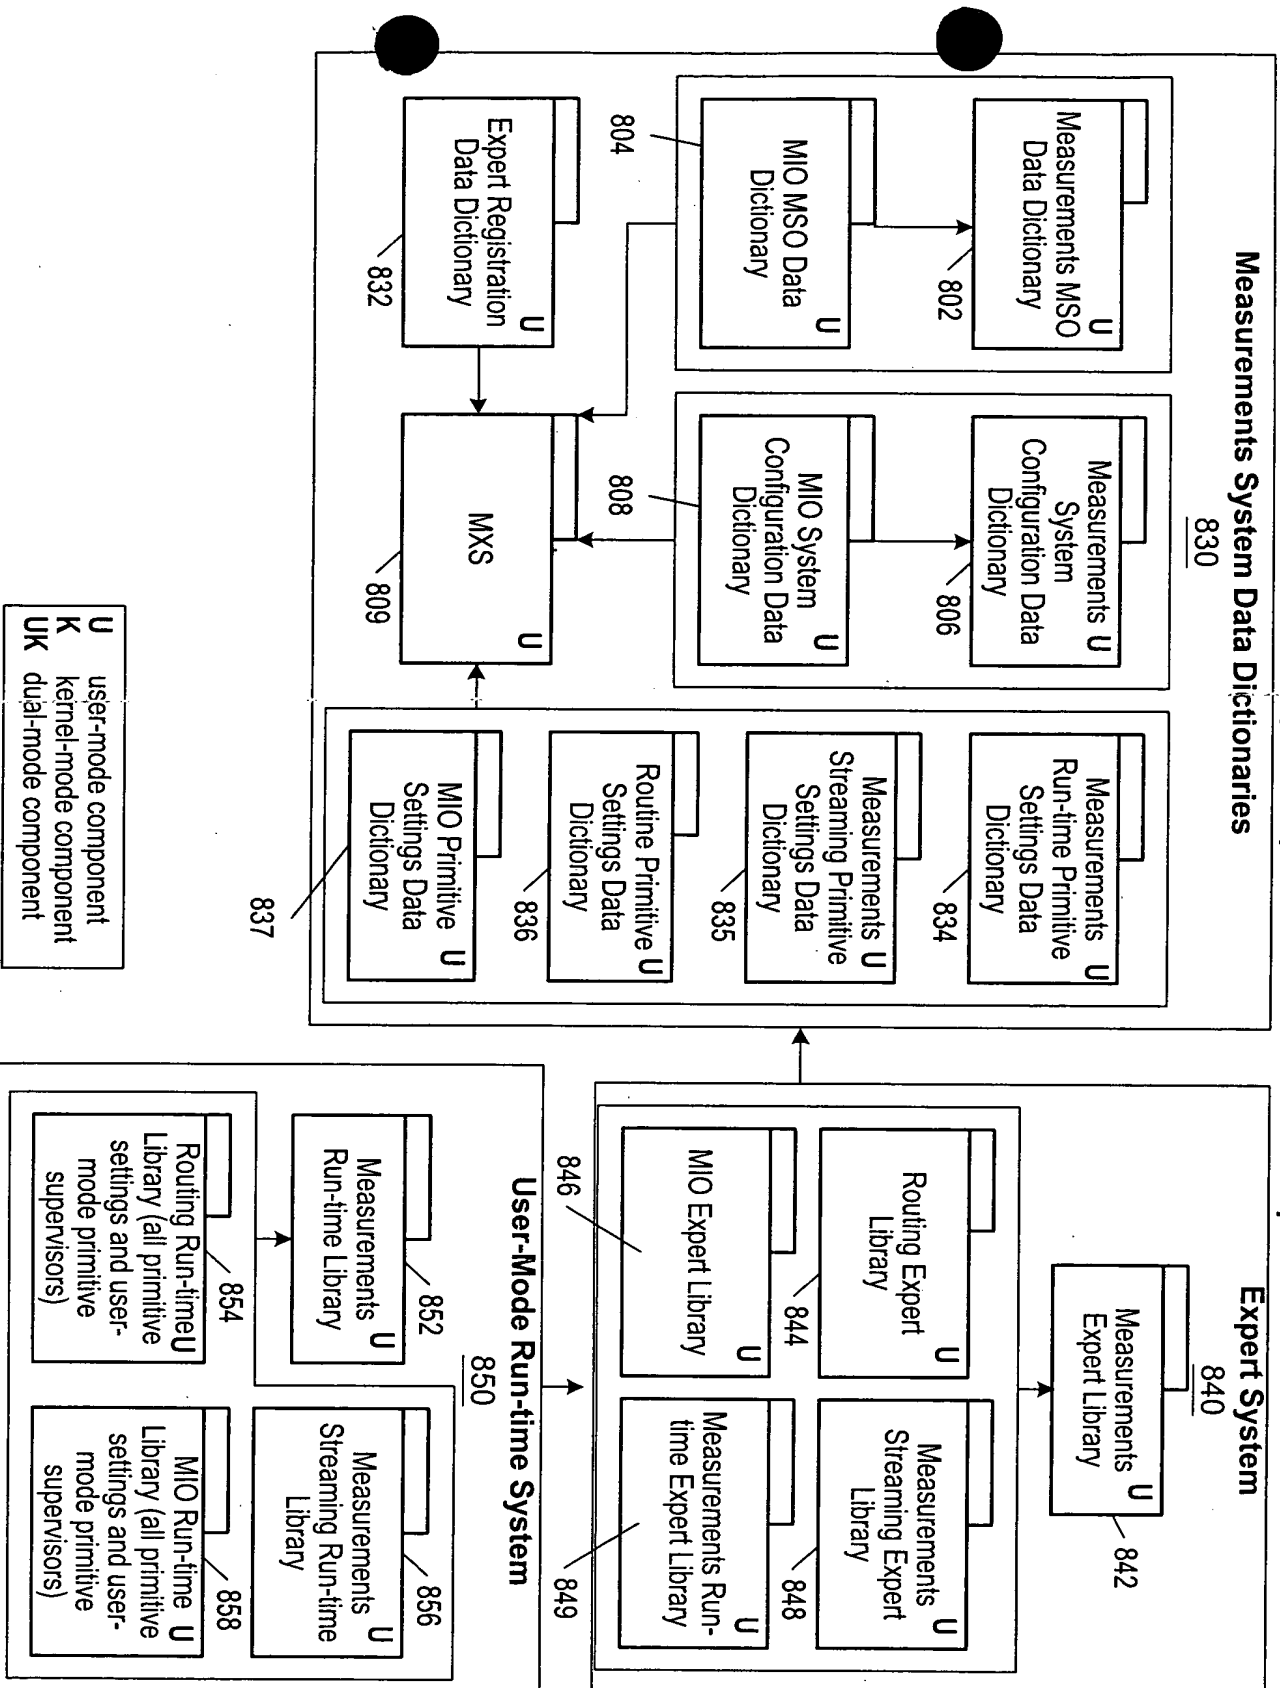 Measurements System Data Dictionaries
830
Measurements MSO
Data Dictionary
U
802
MIO MSO Data
Dictionary
U
804
Measurements
System
Configuration Data
Dictionary
U
806
MIO System
Configuration Data
Dictionary
U
808
Expert Registration
Data Dictionary
U
832
MXS
U
809
Measurements
Run-time Primitive
Settings Data
Dictionary
U
834
Measurements
Streaming Primitive
Settings Data
Dictionary
U
835
Routine Primitive
Settings Data
Dictionary
U
836
MIO Primitive
Settings Data
Dictionary
U
837
Expert System
840
Measurements
Expert Library
U
842
Routing Expert
Library
U
844
MIO Expert Library
U
846
Measurements
Streaming Expert
Library
U
848
Measurements Run-
time Expert Library
U
849
User-Mode Run-time System
850
Measurements
Run-time Library
U
852
Routing Run-time
Library (all primitive
settings and user-
mode primitive
supervisors)
U
854
Measurements
Streaming Run-time
Library
U
856
MIO Run-time
Library (all primitive
settings and user-
mode primitive
supervisors)
U
858
U user-mode component
K kernel-mode component
UK dual-mode component